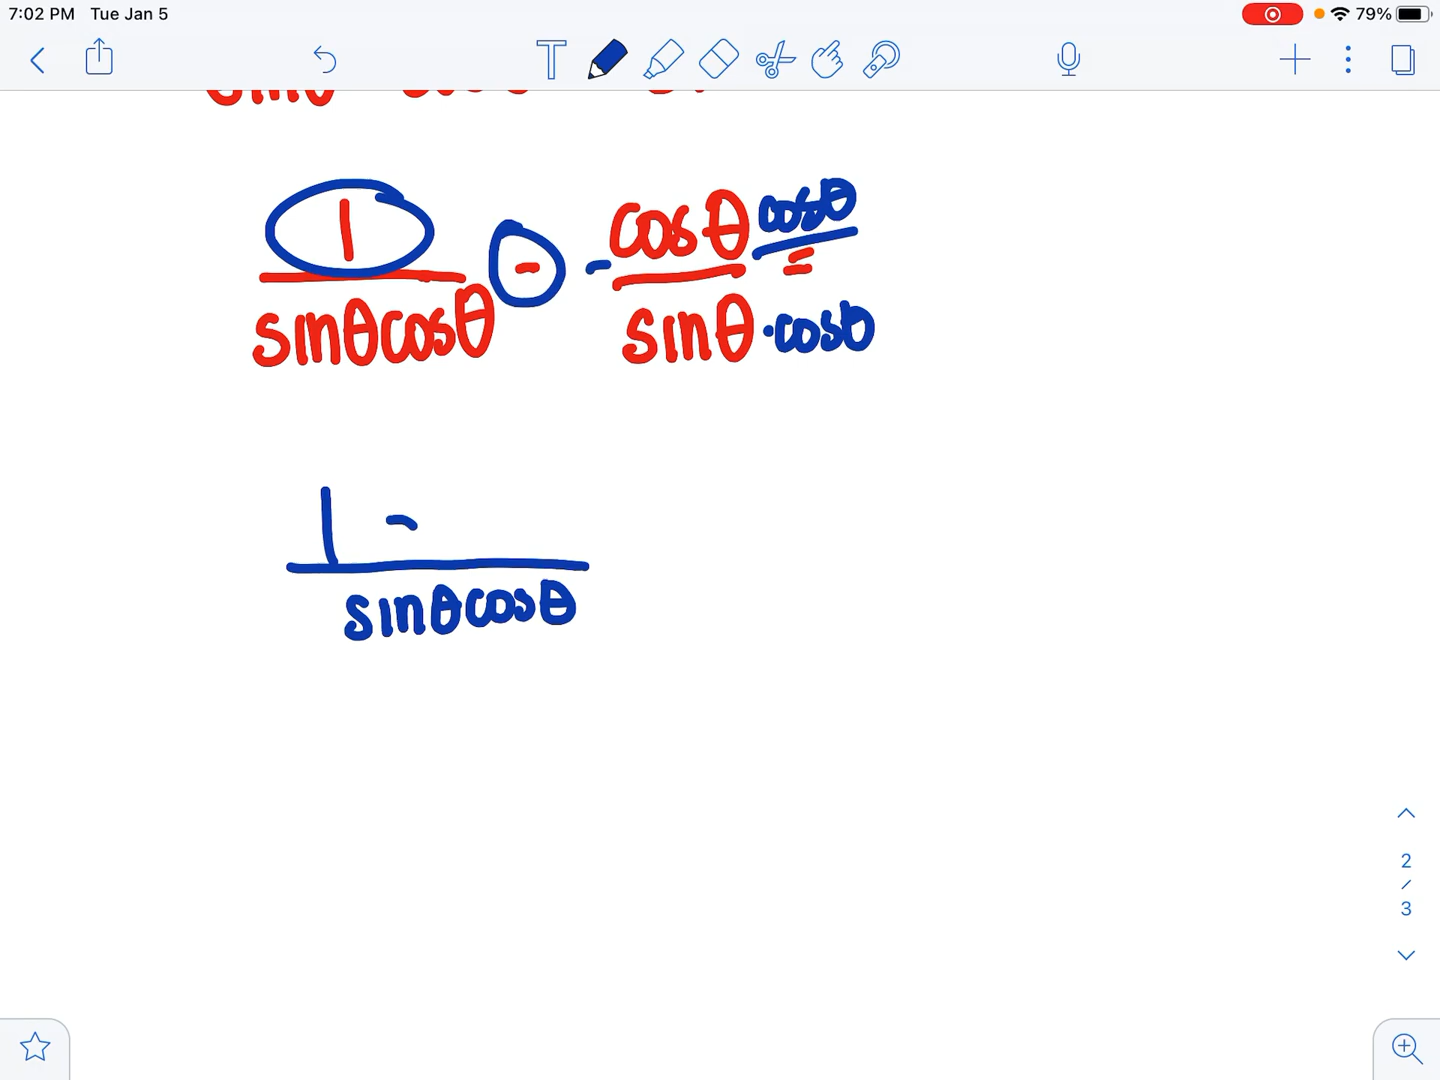 7:02 PM Tue Jan 5 79%
T
1 / sinθcosθ - - cosθ cosθ / sinθ · cosθ =
1 - / sinθcosθ
2 / 3